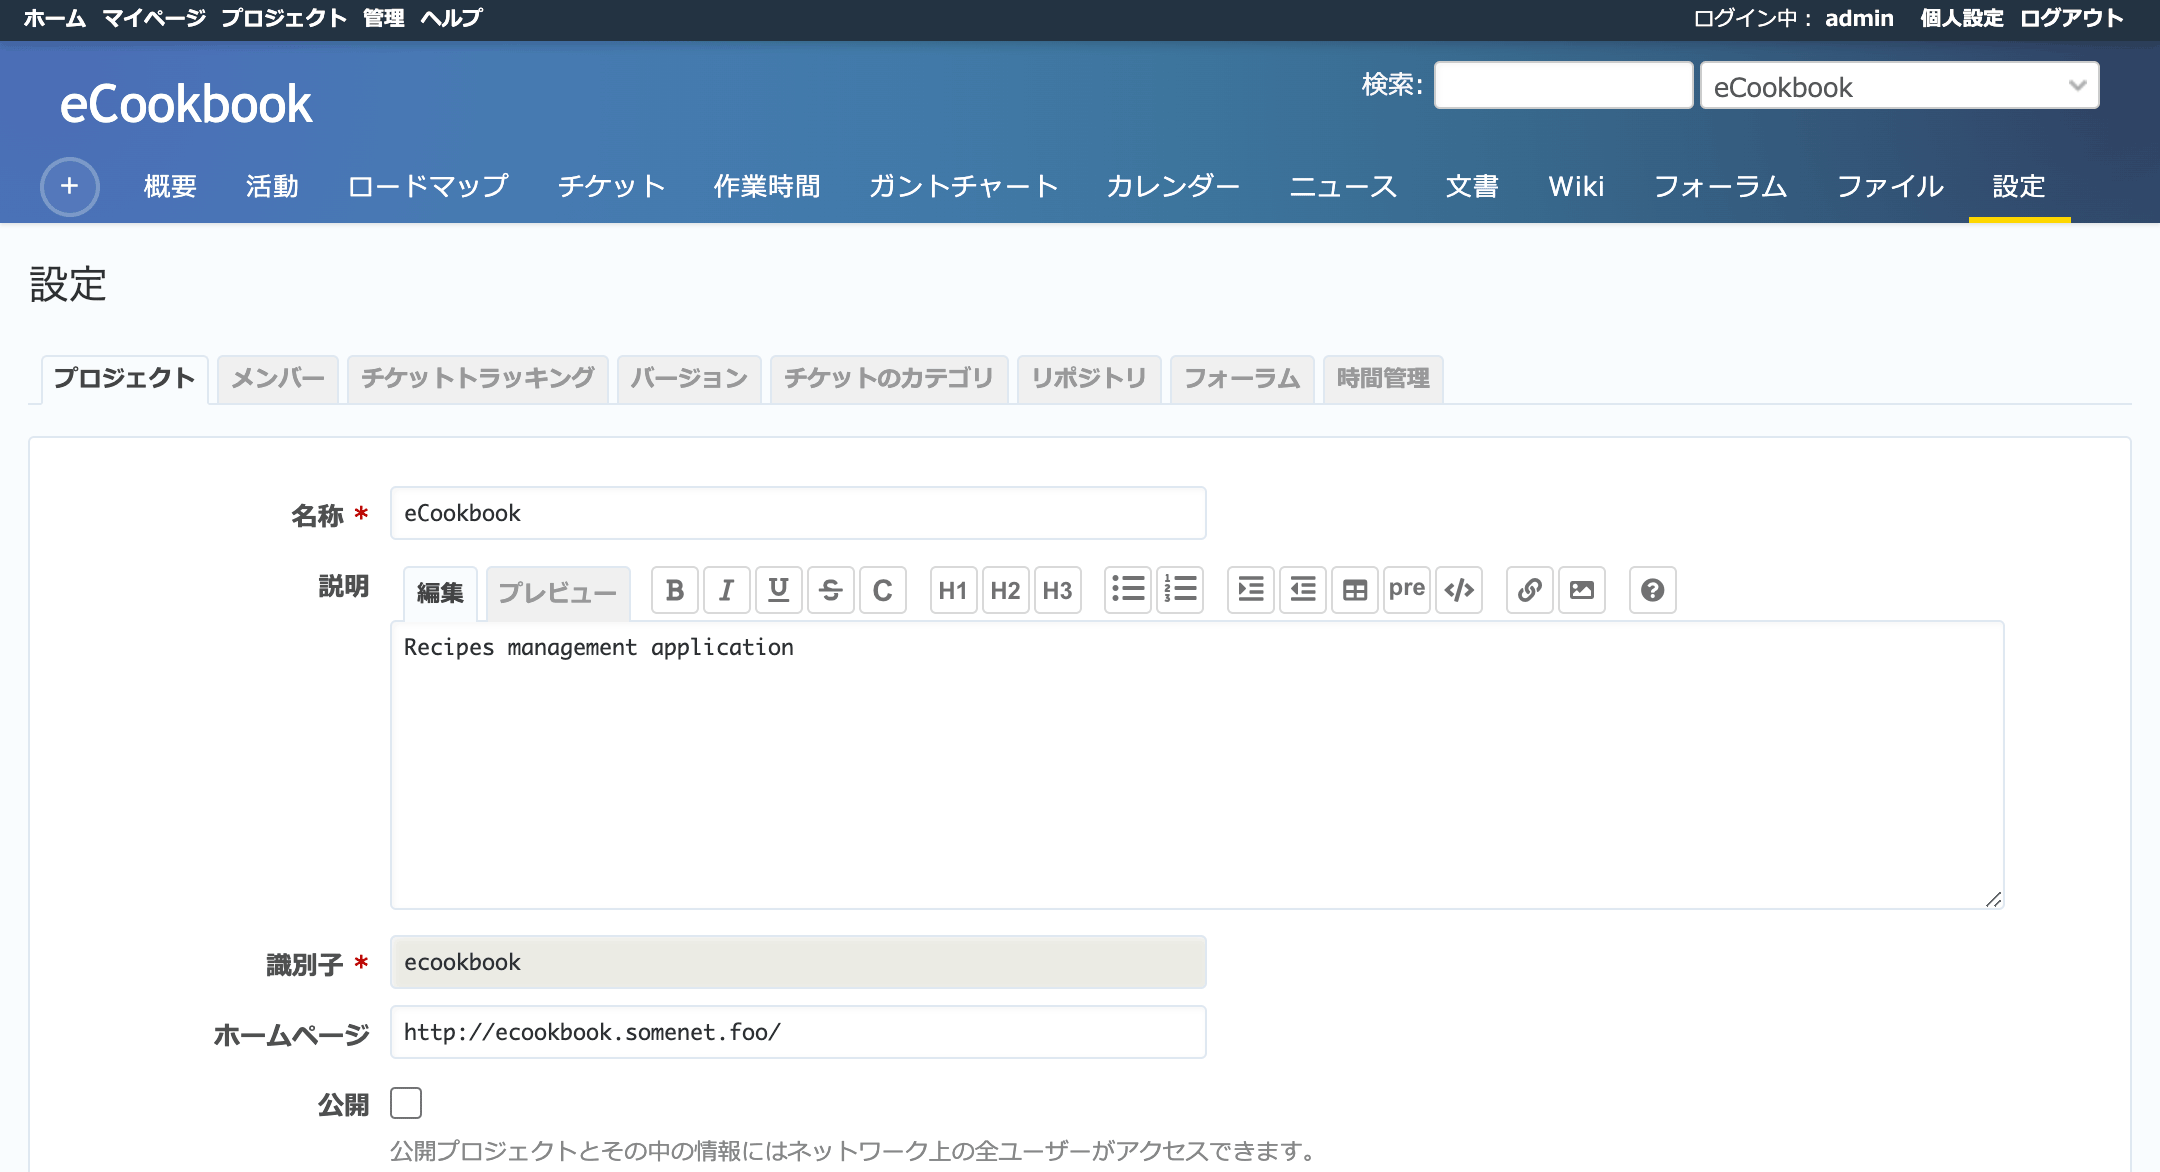 ホーム マイページ プロジェクト 管理 ヘルプ ログイン中： admin 個人設定 ログアウト
eCookbook 検索: eCookbook
+ 概要 活動 ロードマップ チケット 作業時間 ガントチャート カレンダー ニュース 文書 Wiki フォーラム ファイル 設定
設定
プロジェクト メンバー チケットトラッキング バージョン チケットのカテゴリ リポジトリ フォーラム 時間管理
名称 * eCookbook
説明 編集 プレビュー B I U S C H1 H2 H3 pre </> ?
Recipes management application
識別子 * ecookbook
ホームページ http://ecookbook.somenet.foo/
公開
公開プロジェクトとその中の情報にはネットワーク上の全ユーザーがアクセスできます。